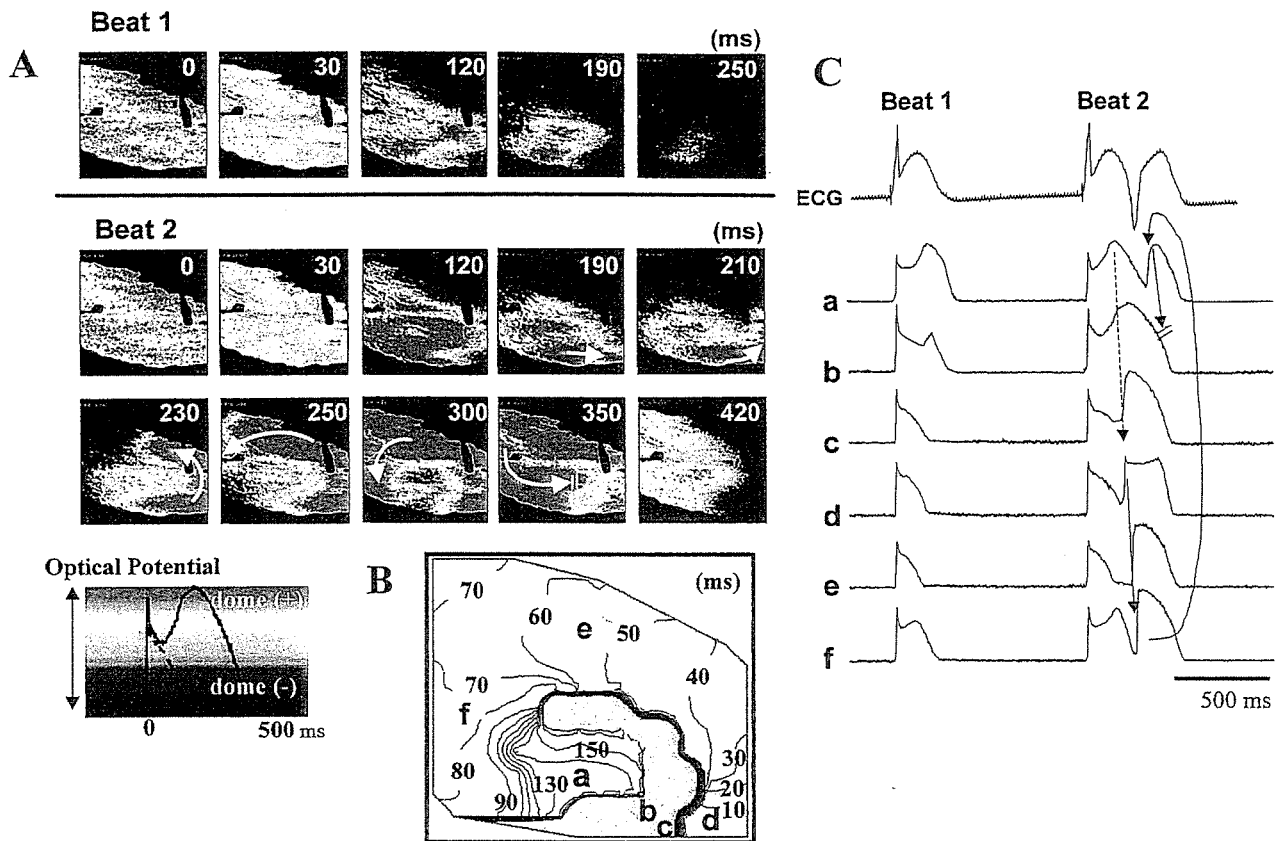 Beat 1
A
(ms)
0
30
120
190
250
Beat 2
(ms)
0
30
120
190
210
230
250
300
350
420
Optical Potential
dome (+)
dome (-)
0
500 ms
B
(ms)
70
60
e
50
40
70
f
150
30
80
a
20
90
130
10
b
c
d
C
Beat 1
Beat 2
ECG
a
b
c
d
e
f
500 ms